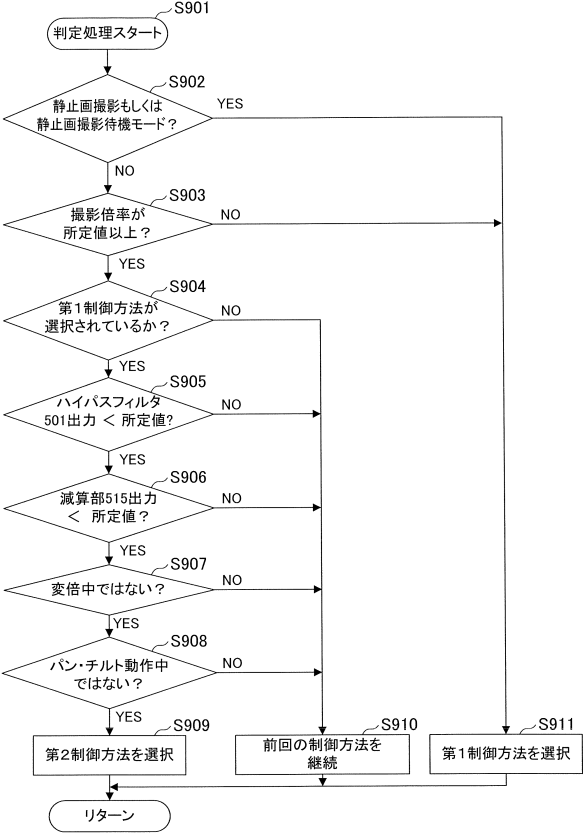 S901
判定処理スタート
S902
静止画撮影もしくは
静止画撮影待機モード？
YES
NO
S903
撮影倍率が
所定値以上？
NO
YES
S904
第１制御方法が
選択されているか？
NO
YES
S905
ハイパスフィルタ
501出力 ＜ 所定値?
NO
YES
S906
減算部515出力
＜ 所定値？
NO
YES
S907
変倍中ではない？
NO
YES
S908
パン・チルト動作中
ではない？
NO
YES
S909
第２制御方法を選択
S910
前回の制御方法を
継続
S911
第１制御方法を選択
リターン